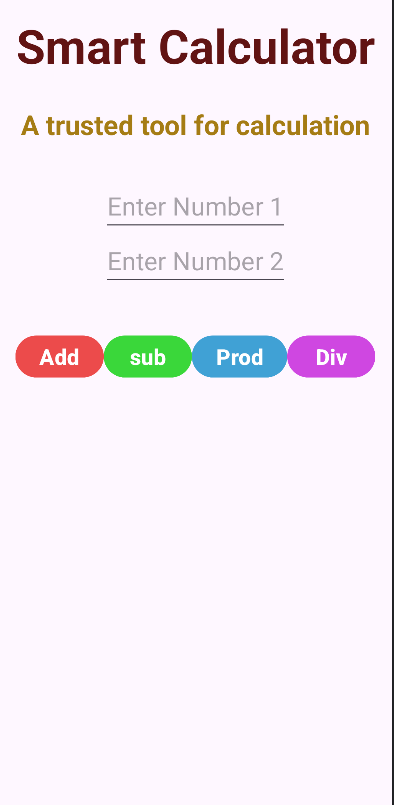 Smart Calculator
A trusted tool for calculation
Enter Number 1
Enter Number 2
Add sub Prod Div